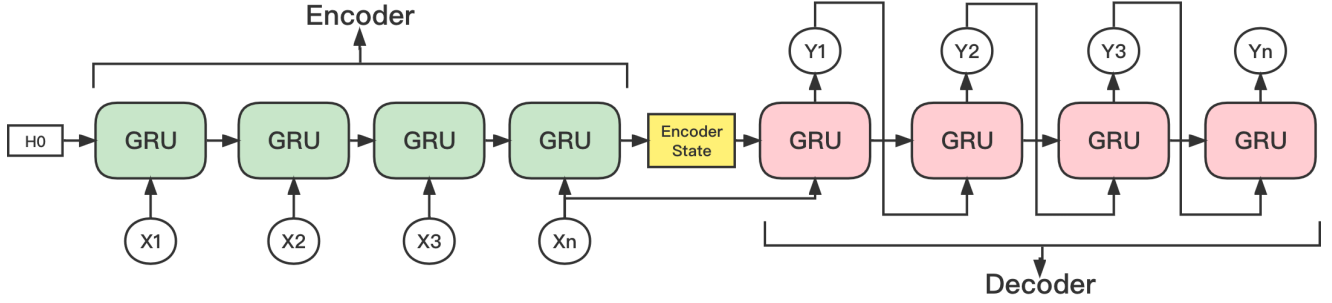 Encoder
Y1
Y2
Y3
Yn
H0
GRU
GRU
GRU
GRU
Encoder
State
GRU
GRU
GRU
GRU
X1
X2
X3
Xn
Decoder